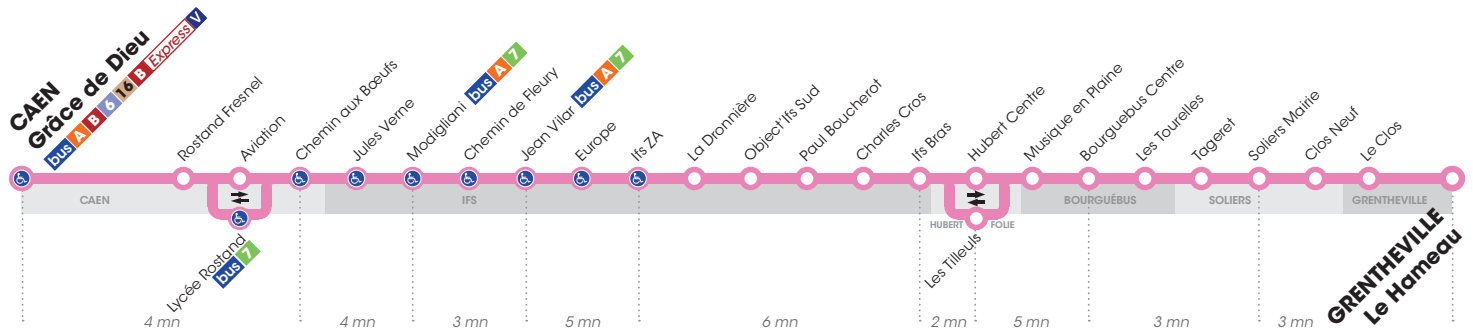 CAEN
Grâce de Dieu
bus A B 6 16 B Express V
Rostand Fresnel
Aviation
Chemin aux Bœufs
Jules Verne
Modigliani bus A 7
Chemin de Fleury
Jean Vilar bus A 7
Europe
Ifs ZA
La Dronnière
Object'Ifs Sud
Paul Boucherot
Charles Cros
Ifs Bras
Hubert Centre
Musique en Plaine
Bourguebus Centre
Les Tourelles
Tageret
Soliers Mairie
Clos Neuf
Le Clos
CAEN
IFS
BOURGUÉBUS
SOLIERS
GRENTHEVILLE
HUBERT
FOLIE
Lycée Rostand
bus 7
Les Tilleuls
GRENTHEVILLE
Le Hameau
4 mn
4 mn
3 mn
5 mn
6 mn
2 mn
5 mn
3 mn
3 mn